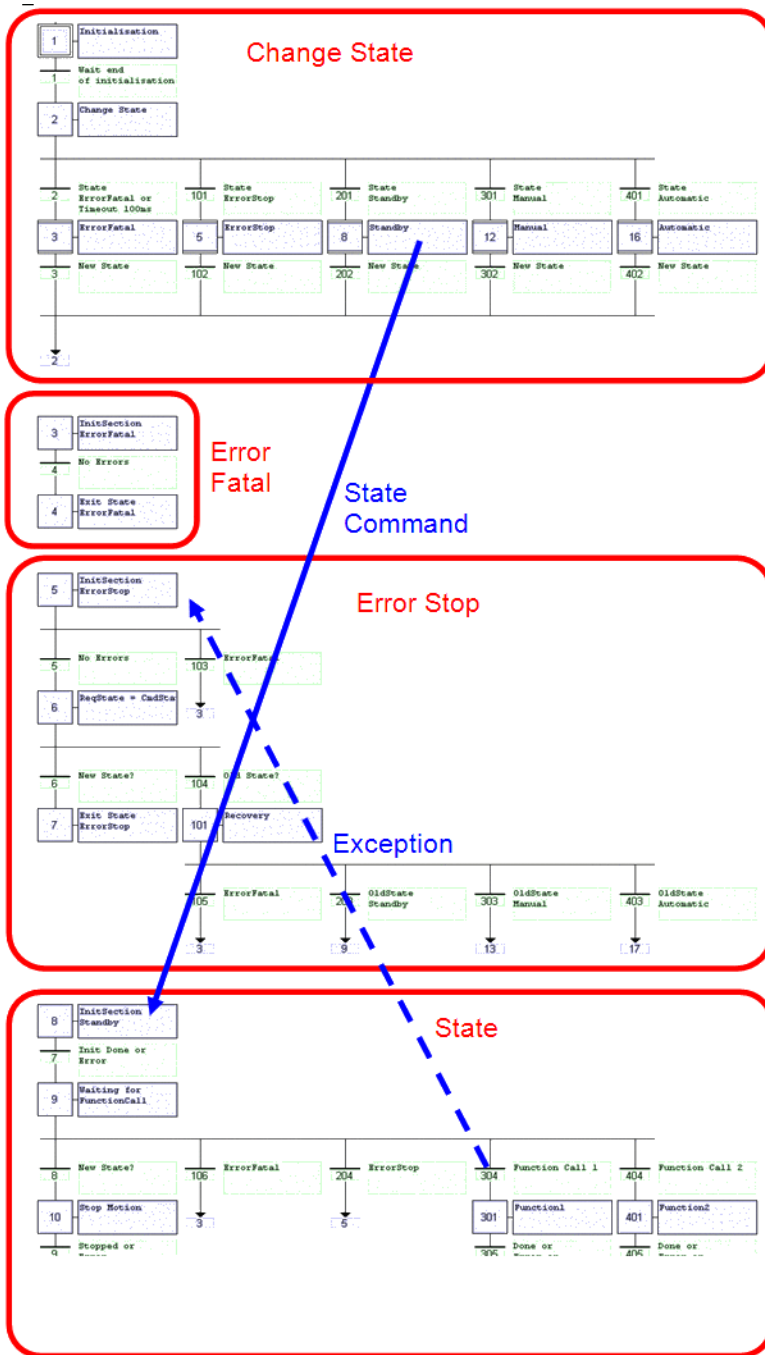 Change State
1
Initialisation
1
Wait end
of initialisation
2
Change State
2
State
ErrorFatal or
Timeout 100ms
101
State
ErrorStop
201
State
Standby
301
State
Manual
401
State
Automatic
3
ErrorFatal
5
ErrorStop
8
Standby
12
Manual
16
Automatic
3
New State
102
New State
202
New State
302
New State
402
New State
2
Error
Fatal
3
InitSection
ErrorFatal
4
No Errors
4
Exit State
ErrorFatal
State
Command
Error Stop
5
InitSection
ErrorStop
5
No Errors
103
ErrorFatal
6
ReqState = CmdSta
3
6
New State?
104
Old State?
7
Exit State
ErrorStop
101
Recovery
Exception
105
ErrorFatal
OldState
Standby
303
OldState
Manual
403
OldState
Automatic
3
9
13
17
State
8
InitSection
Standby
7
Init Done or
Error
9
Waiting for
FunctionCall
8
New State?
106
ErrorFatal
204
ErrorStop
304
Function Call 1
404
Function Call 2
10
Stop Motion
3
5
301
Function1
401
Function2
9
Stopped or
305
Done or
405
Done or